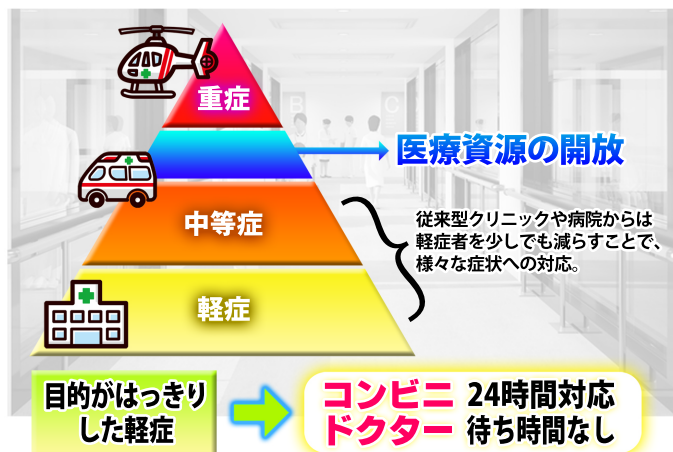 重症
医療資源の開放
中等症
従来型クリニックや病院からは
軽症者を少しでも減らすことで、
様々な症状への対応。
軽症
目的がはっきり
した軽症
コンビニ
ドクター
24時間対応
待ち時間なし
B
C